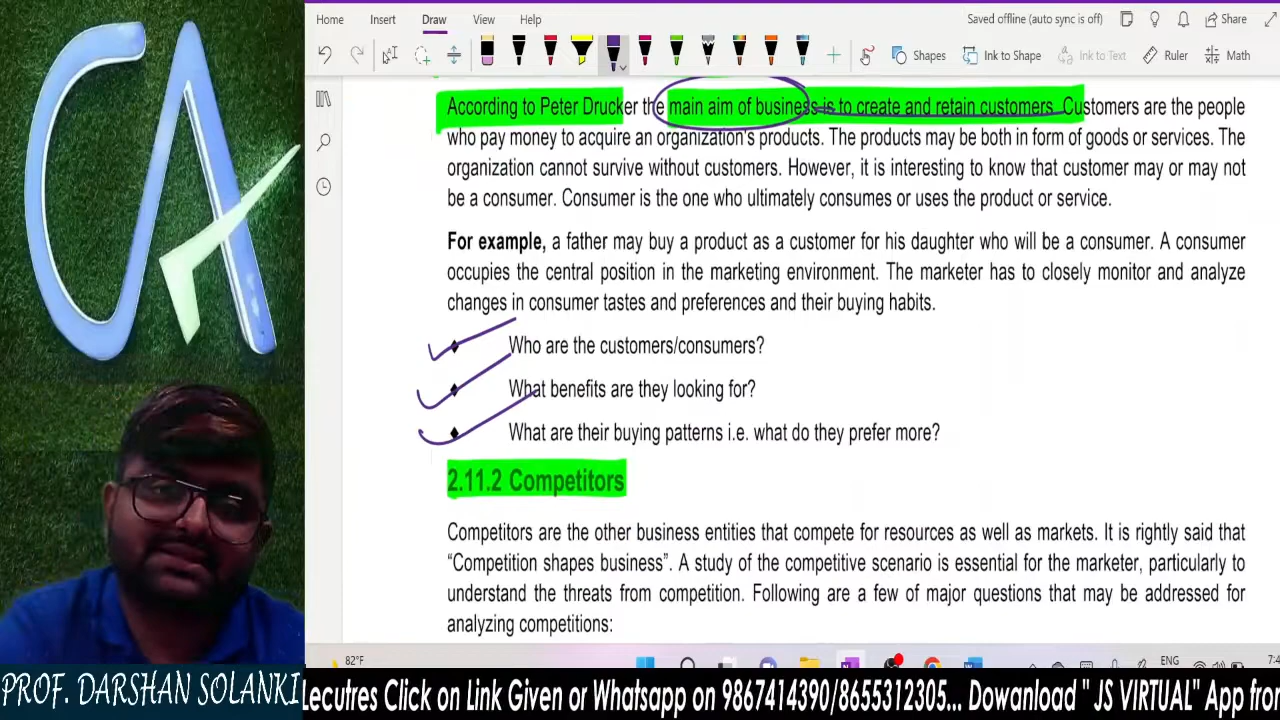 Home Insert Draw View Help Saved offline (auto sync is off) Share
Shapes Ink to Shape Ink to Text Ruler Math
According to Peter Drucker the main aim of business is to create and retain customers. Customers are the people
who pay money to acquire an organization's products. The products may be both in form of goods or services. The
organization cannot survive without customers. However, it is interesting to know that customer may or may not
be a consumer. Consumer is the one who ultimately consumes or uses the product or service.
For example, a father may buy a product as a customer for his daughter who will be a consumer. A consumer
occupies the central position in the marketing environment. The marketer has to closely monitor and analyze
changes in consumer tastes and preferences and their buying habits.
Who are the customers/consumers?
What benefits are they looking for?
What are their buying patterns i.e. what do they prefer more?
2.11.2 Competitors
Competitors are the other business entities that compete for resources as well as markets. It is rightly said that
“Competition shapes business”. A study of the competitive scenario is essential for the marketer, particularly to
understand the threats from competition. Following are a few of major questions that may be addressed for
analyzing competitions:
82°F ENG
PROF. DARSHAN SOLANKI
Lecutres Click on Link Given or Whatsapp on 9867414390/8655312305... Dowanload " JS VIRTUAL" App from
CA